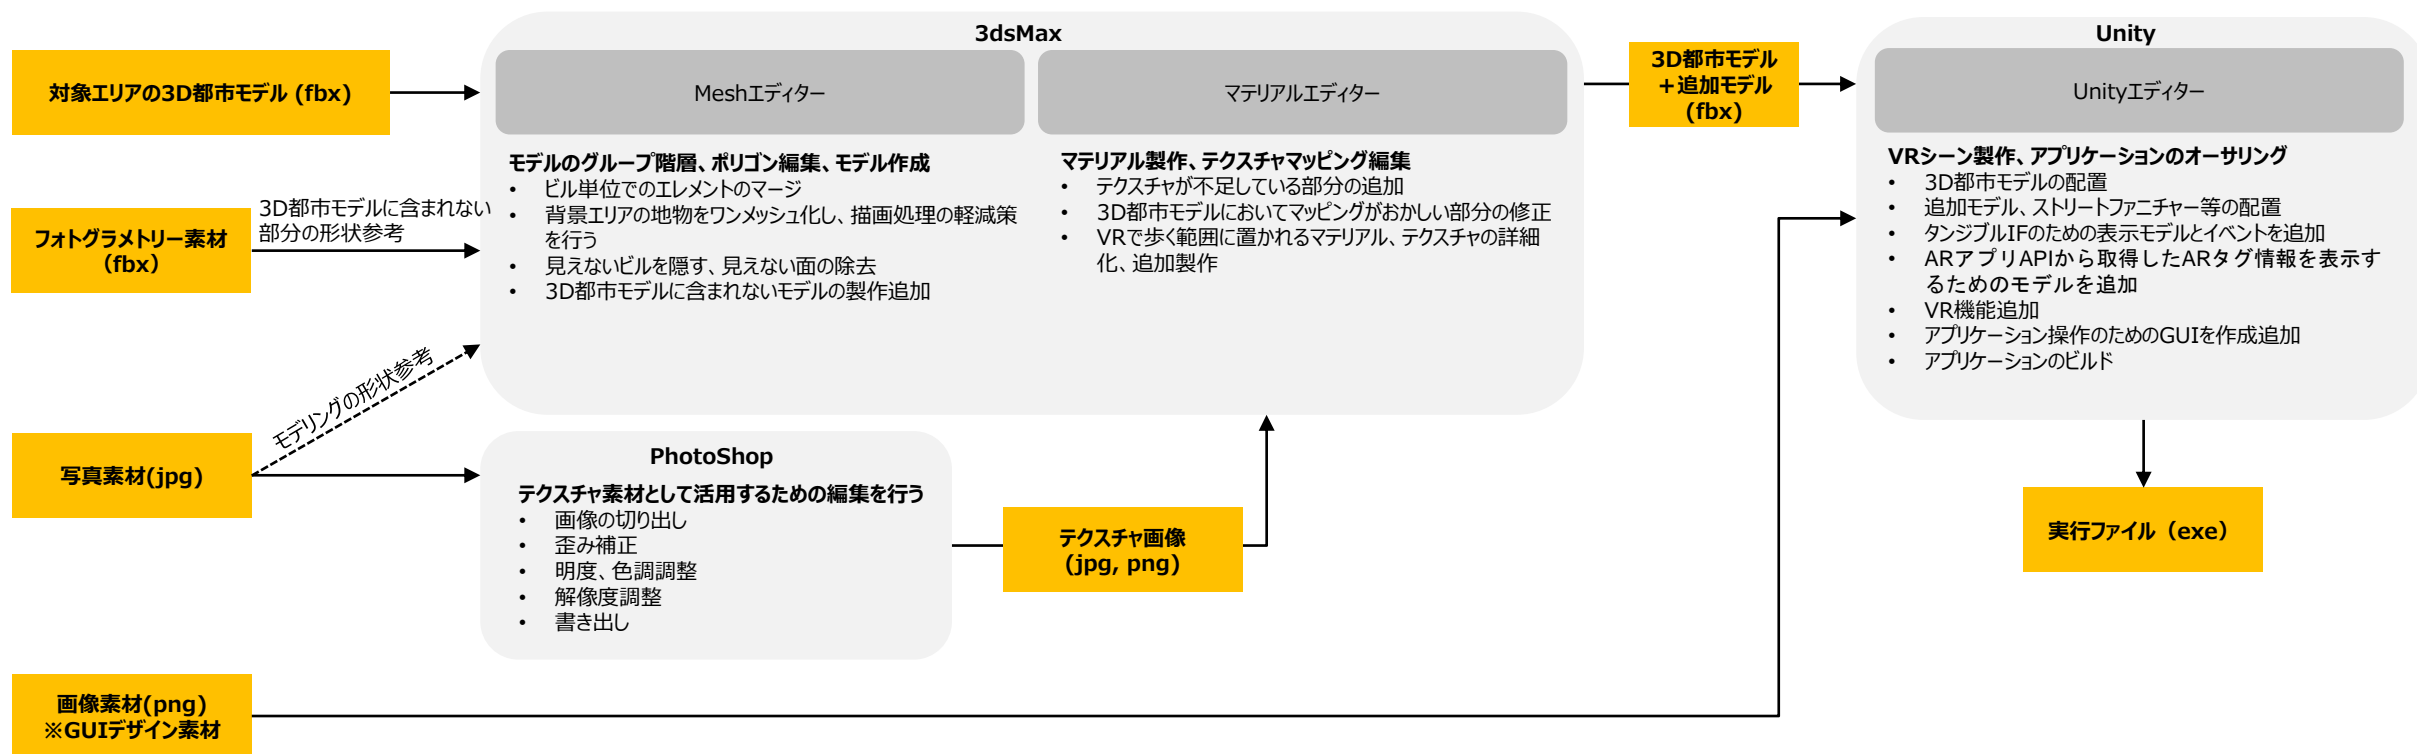 3dsMax
Unity
対象エリアの3D都市モデル (fbx)
Meshエディター
マテリアルエディター
3D都市モデル
+追加モデル
(fbx)
Unityエディター
モデルのグループ階層、ポリゴン編集、モデル作成
• ビル単位でのエレメントのマージ
• 背景エリアの地物をワンメッシュ化し、描画処理の軽減策
を行う
• 見えないビルを隠す、見えない面の除去
• 3D都市モデルに含まれないモデルの製作追加
マテリアル製作、テクスチャマッピング編集
• テクスチャが不足している部分の追加
• 3D都市モデルにおいてマッピングがおかしい部分の修正
• VRで歩く範囲に置かれるマテリアル、テクスチャの詳細
化、追加製作
VRシーン製作、アプリケーションのオーサリング
• 3D都市モデルの配置
• 追加モデル、ストリートファニチャー等の配置
• タンジブルIFのための表示モデルとイベントを追加
• ARアプリAPIから取得したARタグ情報を表示す
るためのモデルを追加
• VR機能追加
• アプリケーション操作のためのGUIを作成追加
• アプリケーションのビルド
フォトグラメトリー素材
（fbx）
3D都市モデルに含まれない
部分の形状参考
モデリングの形状参考
写真素材(jpg)
PhotoShop
テクスチャ素材として活用するための編集を行う
• 画像の切り出し
• 歪み補正
• 明度、色調調整
• 解像度調整
• 書き出し
テクスチャ画像
(jpg, png)
実行ファイル（exe）
画像素材(png)
※GUIデザイン素材